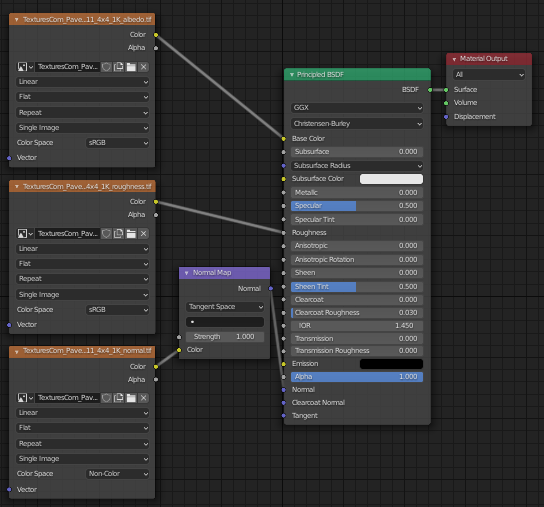 TexturesCom_Pave...11_4x4_1K_albedo.tif
Color
Alpha
TexturesCom_Pav...
Linear
Flat
Repeat
Single Image
Color Space sRGB
Vector
TexturesCom_Pave...4x4_1K_roughness.tif
Color
Alpha
TexturesCom_Pav...
Linear
Flat
Repeat
Single Image
Color Space sRGB
Vector
TexturesCom_Pave...11_4x4_1K_normal.tif
Color
Alpha
TexturesCom_Pav...
Linear
Flat
Repeat
Single Image
Color Space Non-Color
Vector
Normal Map
Normal
Tangent Space
Strength 1.000
Color
Principled BSDF
BSDF
GGX
Christensen-Burley
Base Color
Subsurface 0.000
Subsurface Radius
Subsurface Color
Metallic 0.000
Specular 0.500
Specular Tint 0.000
Roughness
Anisotropic 0.000
Anisotropic Rotation 0.000
Sheen 0.000
Sheen Tint 0.500
Clearcoat 0.000
Clearcoat Roughness 0.030
IOR 1.450
Transmission 0.000
Transmission Roughness 0.000
Emission
Alpha 1.000
Normal
Clearcoat Normal
Tangent
Material Output
All
Surface
Volume
Displacement